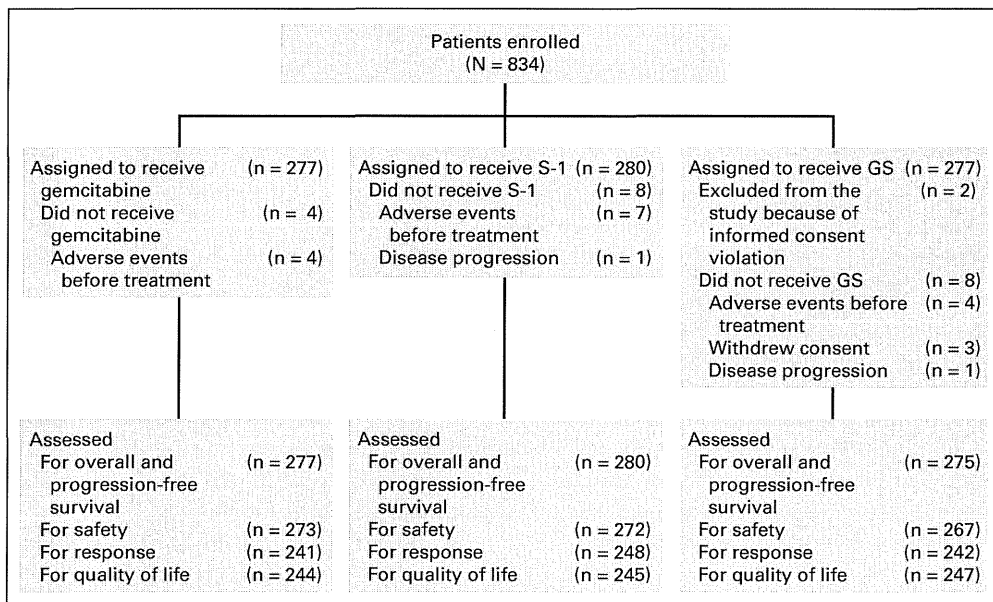 Patients enrolled
(N = 834)
Assigned to receive (n = 277)
gemcitabine
Did not receive (n = 4)
gemcitabine
Adverse events (n = 4)
before treatment
Assigned to receive S-1 (n = 280)
Did not receive S-1 (n = 8)
Adverse events (n = 7)
before treatment
Disease progression (n = 1)
Assigned to receive GS (n = 277)
Excluded from the (n = 2)
study because of
informed consent
violation
Did not receive GS (n = 8)
Adverse events before (n = 4)
treatment
Withdrew consent (n = 3)
Disease progression (n = 1)
Assessed
For overall and (n = 277)
progression-free
survival
For safety (n = 273)
For response (n = 241)
For quality of life (n = 244)
Assessed
For overall and (n = 280)
progression-free
survival
For safety (n = 272)
For response (n = 248)
For quality of life (n = 245)
Assessed
For overall and (n = 275)
progression-free
survival
For safety (n = 267)
For response (n = 242)
For quality of life (n = 247)